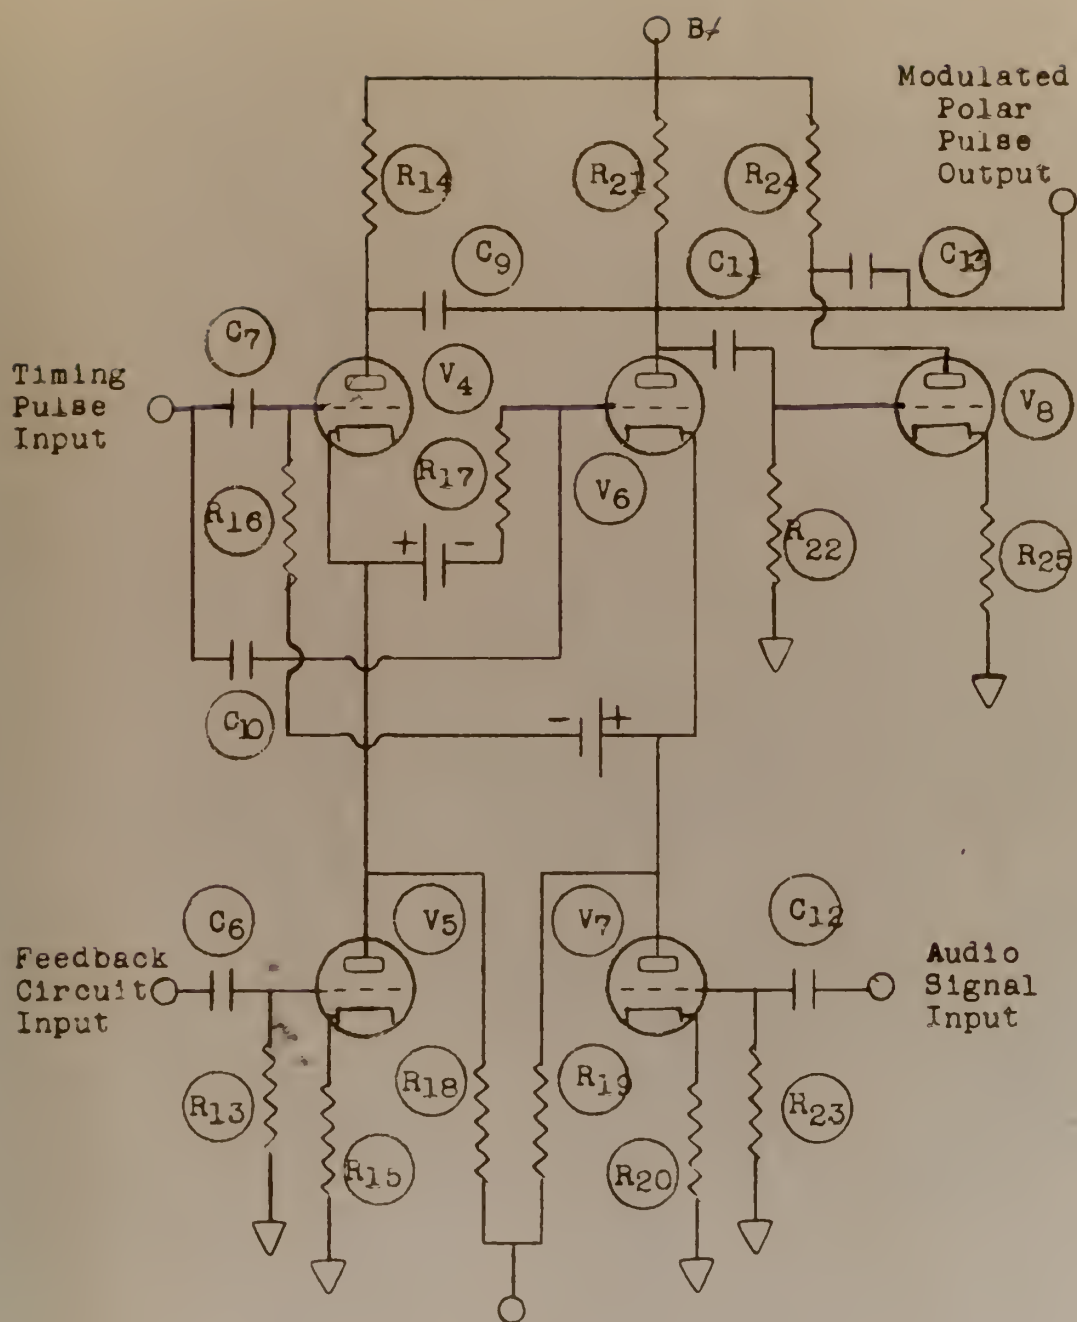 B+
Modulated
Polar
Pulse
Output
R14
R21
R24
C9
C11
C13
C7
Timing
Pulse
Input
V4
V8
R17
V6
R16
R22
R25
+ -
C10
- +
C6
V5
V7
C12
Feedback
Circuit
Input
Audio
Signal
Input
R18
R19
R13
R23
R15
R20